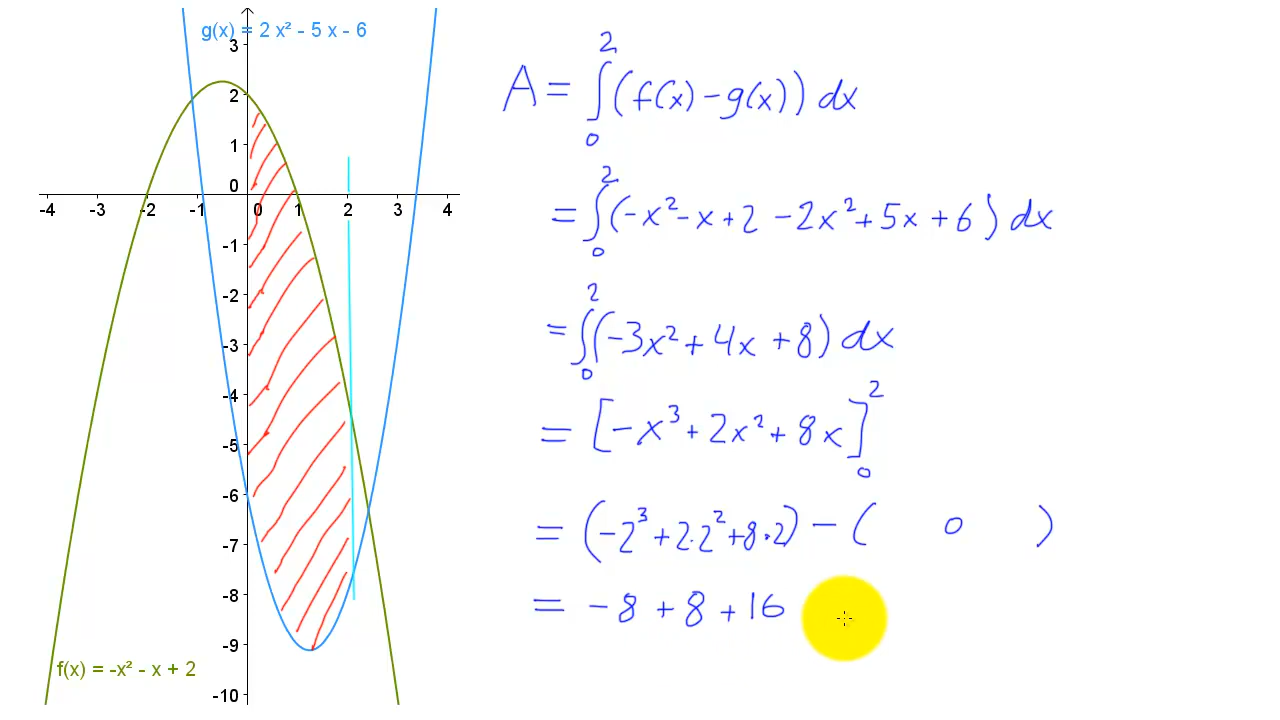 g(x) = 2 x² - 5 x - 6
3
2
1
0
-4 -3 -2 -1 0 1 2 3 4
-1
-2
-3
-4
-5
-6
-7
-8
-9
-10
f(x) = -x² - x + 2
A = ∫₀² (f(x) - g(x)) dx
= ∫₀² (-x² - x + 2 - 2x² + 5x + 6) dx
= ∫₀² (-3x² + 4x + 8) dx
= [-x³ + 2x² + 8x]₀²
= (-2³ + 2·2² + 8·2) - ( 0 )
= -8 + 8 + 16